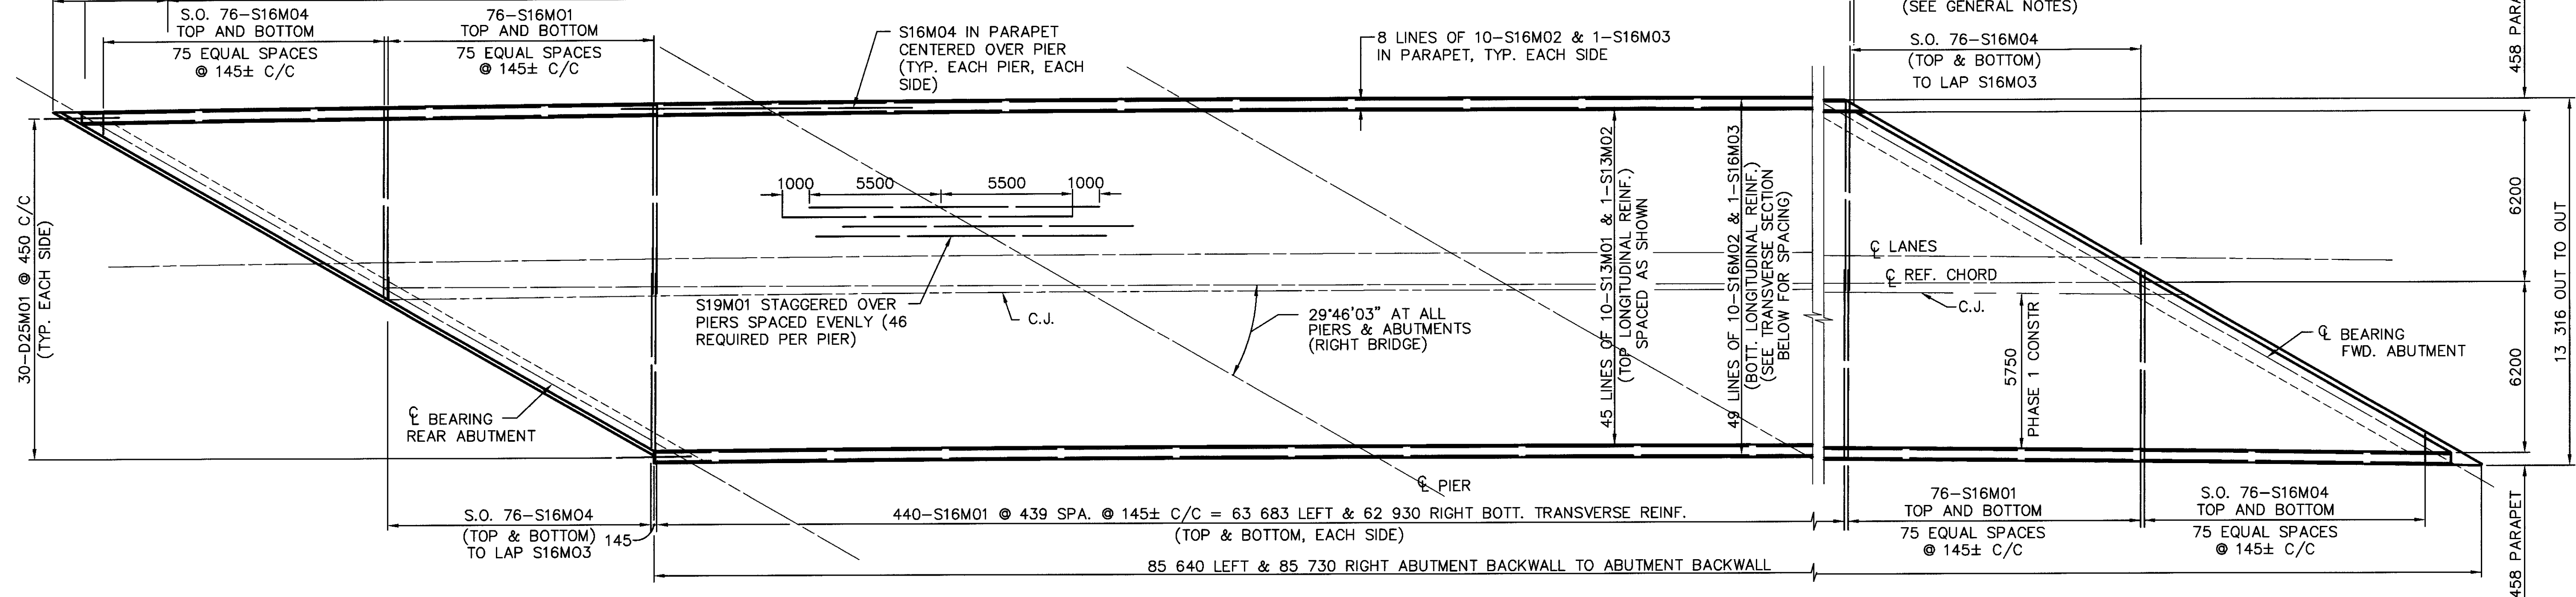 S.O. 76-S16M04
TOP AND BOTTOM
75 EQUAL SPACES
@ 145± C/C
76-S16M01
TOP AND BOTTOM
75 EQUAL SPACES
@ 145± C/C
S16M04 IN PARAPET
CENTERED OVER PIER
(TYP. EACH PIER, EACH
SIDE)
8 LINES OF 10-S16M02 & 1-S16M03
IN PARAPET, TYP. EACH SIDE
(SEE GENERAL NOTES)
S.O. 76-S16M04
(TOP & BOTTOM)
TO LAP S16M03
30-D25M01 @ 450 C/C
(TYP. EACH SIDE)
1000 5500 5500 1000
S19M01 STAGGERED OVER
PIERS SPACED EVENLY (46
REQUIRED PER PIER)
C.J.
29°46'03" AT ALL
PIERS & ABUTMENTS
(RIGHT BRIDGE)
45 LINES OF 10-S13M01 & 1-S13M02
(TOP LONGITUDINAL REINF.)
SPACED AS SHOWN
49 LINES OF 10-S16M02 & 1-S16M03
(BOTT. LONGITUDINAL REINF.)
(SEE TRANSVERSE SECTION
BELOW FOR SPACING)
℄ LANES
℄ REF. CHORD
C.J.
5750
PHASE 1 CONSTR
℄ BEARING
FWD. ABUTMENT
6200
6200
13 316 OUT TO OUT
458 PARA
458 PARAPET
℄ BEARING
REAR ABUTMENT
℄ PIER
S.O. 76-S16M04
(TOP & BOTTOM)
TO LAP S16M03
145
440-S16M01 @ 439 SPA. @ 145± C/C = 63 683 LEFT & 62 930 RIGHT BOTT. TRANSVERSE REINF.
(TOP & BOTTOM, EACH SIDE)
85 640 LEFT & 85 730 RIGHT ABUTMENT BACKWALL TO ABUTMENT BACKWALL
76-S16M01
TOP AND BOTTOM
75 EQUAL SPACES
@ 145± C/C
S.O. 76-S16M04
TOP AND BOTTOM
75 EQUAL SPACES
@ 145± C/C